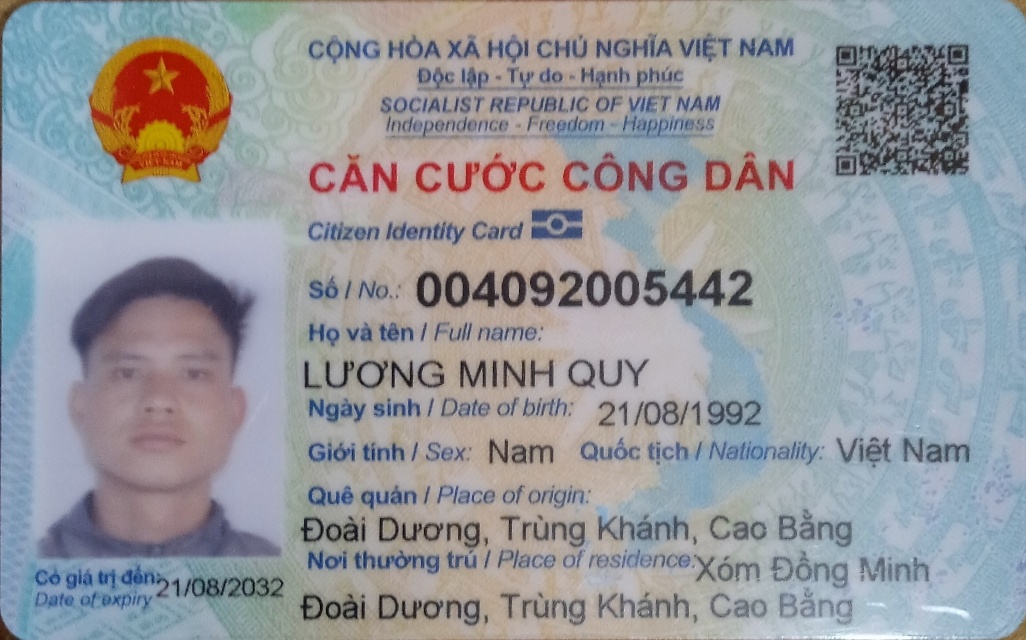 CỘNG HÒA XÃ HỘI CHỦ NGHĨA VIỆT NAM
Độc lập - Tự do - Hạnh phúc
SOCIALIST REPUBLIC OF VIET NAM
Independence - Freedom - Happiness
CĂN CƯỚC CÔNG DÂN
Citizen Identity Card
Số / No.: 004092005442
Họ và tên / Full name:
LƯƠNG MINH QUY
Ngày sinh / Date of birth: 21/08/1992
Giới tính / Sex: Nam Quốc tịch / Nationality: Việt Nam
Quê quán / Place of origin:
Đoài Dương, Trùng Khánh, Cao Bằng
Nơi thường trú / Place of residence: Xóm Đồng Minh
Đoài Dương, Trùng Khánh, Cao Bằng
Có giá trị đến: 21/08/2032
Date of expiry